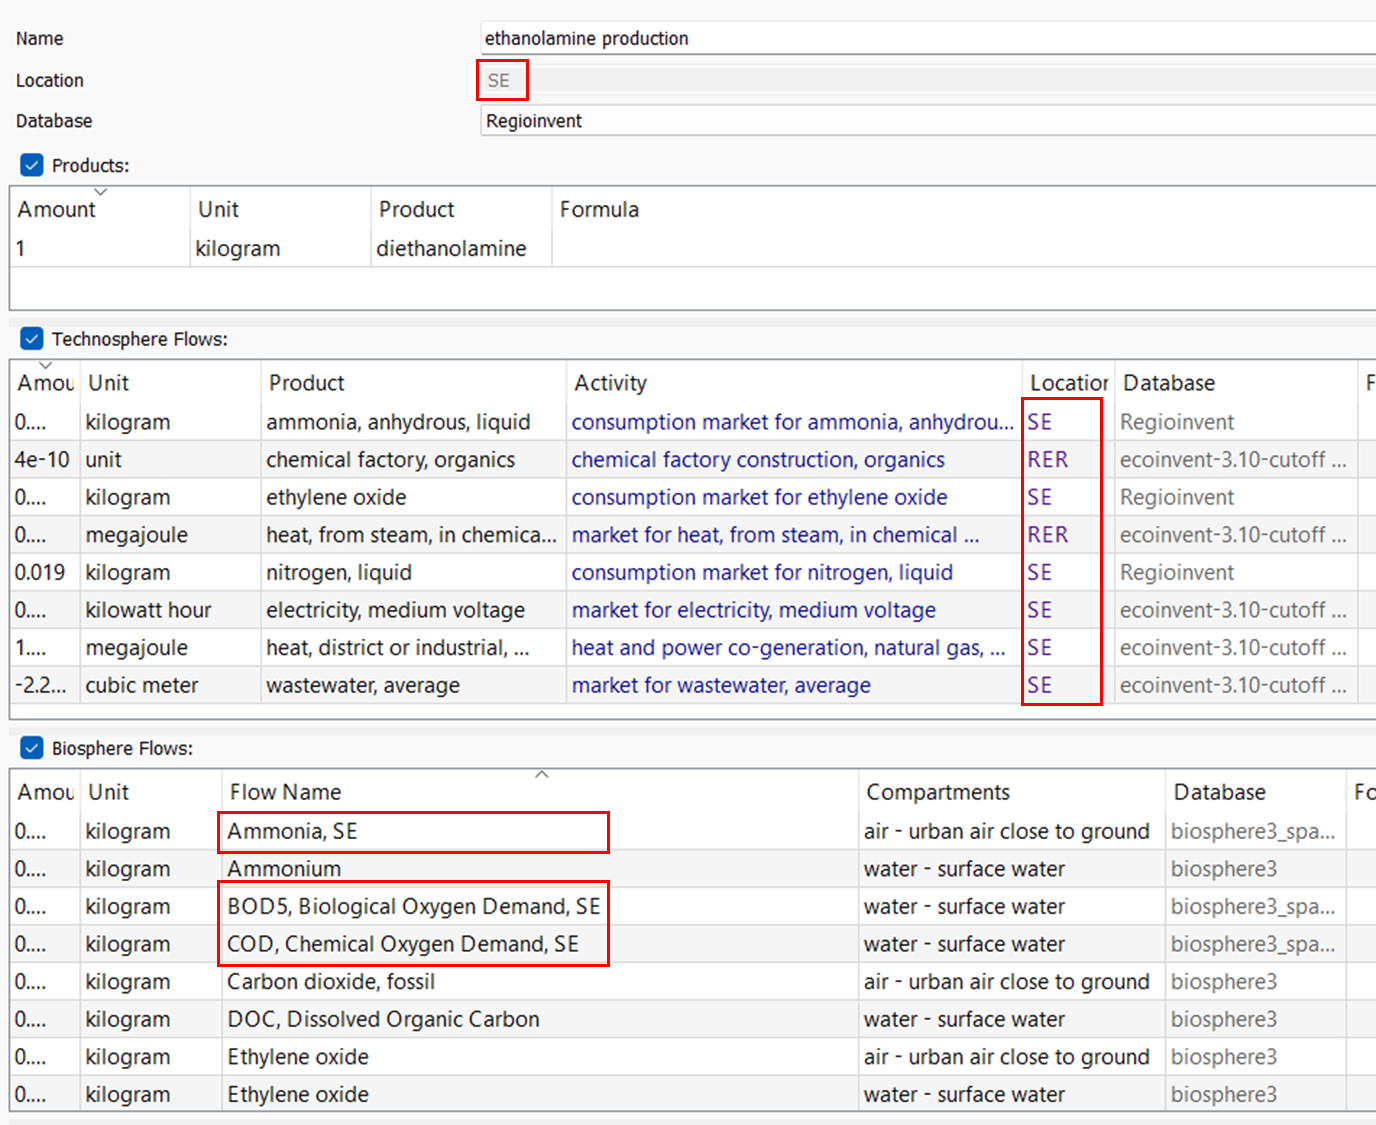 Name ethanolamine production
Location SE
Database Regioinvent
Products:
Amount Unit Product Formula
1 kilogram diethanolamine
Technosphere Flows:
Amou Unit Product Activity Location Database F
0.... kilogram ammonia, anhydrous, liquid consumption market for ammonia, anhydrou... SE Regioinvent
4e-10 unit chemical factory, organics chemical factory construction, organics RER ecoinvent-3.10-cutoff ...
0.... kilogram ethylene oxide consumption market for ethylene oxide SE Regioinvent
0.... megajoule heat, from steam, in chemica... market for heat, from steam, in chemical ... RER ecoinvent-3.10-cutoff ...
0.019 kilogram nitrogen, liquid consumption market for nitrogen, liquid SE Regioinvent
0.... kilowatt hour electricity, medium voltage market for electricity, medium voltage SE ecoinvent-3.10-cutoff ...
1.... megajoule heat, district or industrial, ... heat and power co-generation, natural gas, ... SE ecoinvent-3.10-cutoff ...
-2.2... cubic meter wastewater, average market for wastewater, average SE ecoinvent-3.10-cutoff ...
Biosphere Flows:
Amou Unit Flow Name Compartments Database Fo
0.... kilogram Ammonia, SE air - urban air close to ground biosphere3_spa...
0.... kilogram Ammonium water - surface water biosphere3
0.... kilogram BOD5, Biological Oxygen Demand, SE water - surface water biosphere3_spa...
0.... kilogram COD, Chemical Oxygen Demand, SE water - surface water biosphere3_spa...
0.... kilogram Carbon dioxide, fossil air - urban air close to ground biosphere3
0.... kilogram DOC, Dissolved Organic Carbon water - surface water biosphere3
0.... kilogram Ethylene oxide air - urban air close to ground biosphere3
0.... kilogram Ethylene oxide water - surface water biosphere3